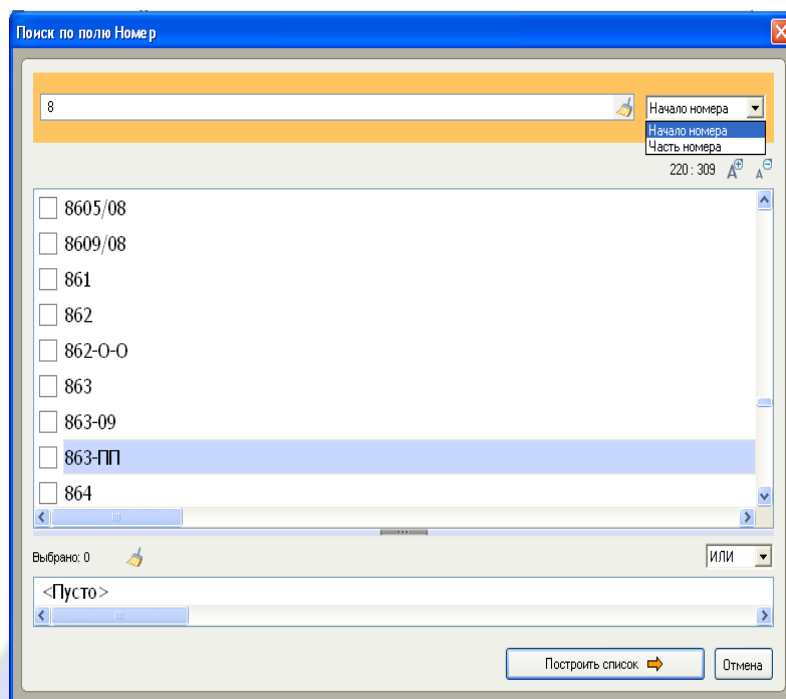 Поиск по полю Номер
8
Начало номера
Начало номера
Часть номера
220 : 309 A A
8605/08
8609/08
861
862
862-О-О
863
863-09
863-ПП
864
Выбрано: 0
ИЛИ
<Пусто>
Построить список
Отмена